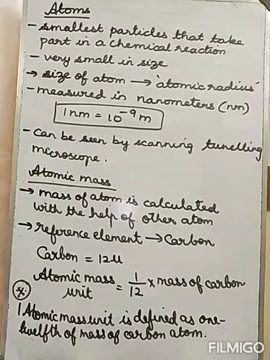 Atoms
- smallest particles that take
part in a chemical reaction
- very small in size
→ size of atom → 'atomic radius'
- measured in nanometers (nm)
1nm = 10⁻⁹m
- can be seen by scanning tunelling
microscope.
Atomic mass
→ mass of atom is calculated
with the help of other atom
→ reference element → Carbon
Carbon = 12u
Atomic mass unit = 1/12 × mass of carbon
1 Atomic mass unit is defined as one-
twelfth of mass of carbon atom.
FILMIGO